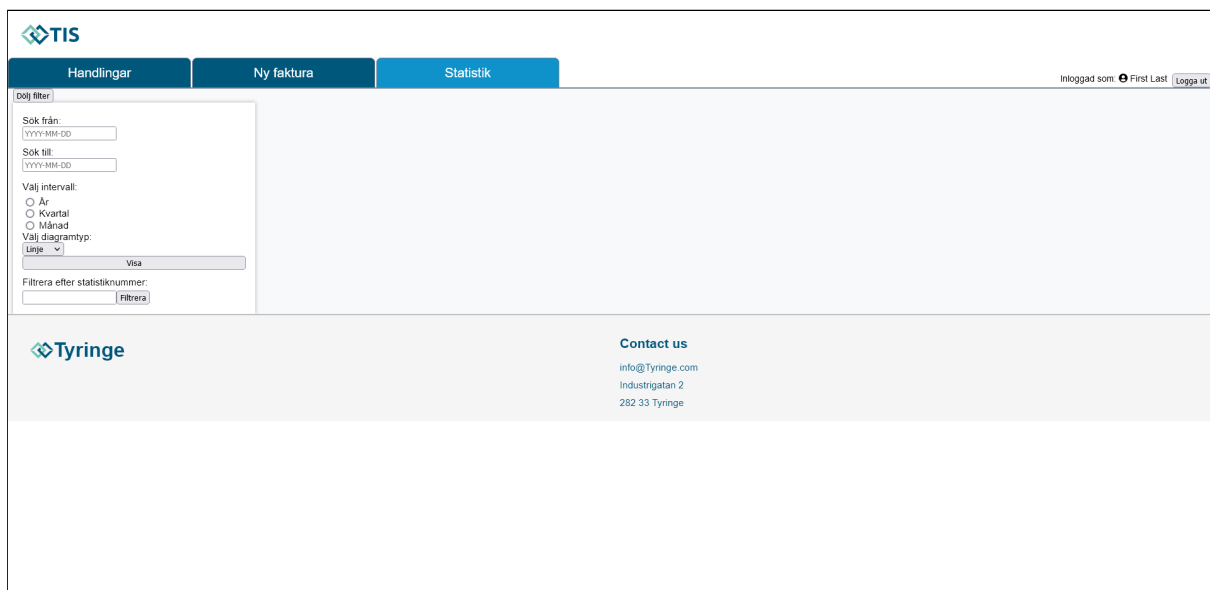 TIS
Handlingar Ny faktura Statistik
Inloggad som: First Last Logga ut
Dölj filter
Sök från:
YYYY-MM-DD
Sök till:
YYYY-MM-DD
Välj intervall:
År
Kvartal
Månad
Välj diagramtyp:
Linje
Visa
Filtrera efter statistiknummer:
Filtrera
Tyringe
Contact us
info@Tyringe.com
Industrigatan 2
282 33 Tyringe